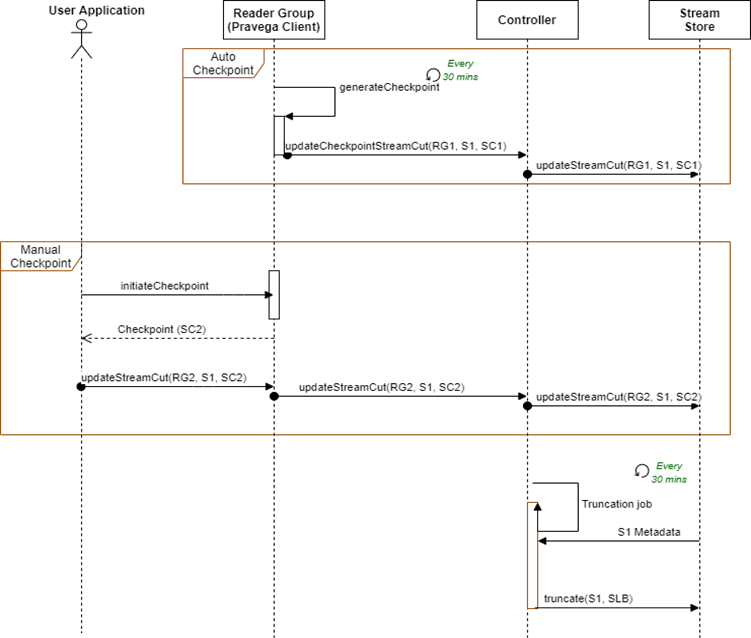 User Application
Reader Group
(Pravega Client)
Controller
Stream
Store
Auto
Checkpoint
Every
30 mins
generateCheckpoint
updateCheckpointStreamCut(RG1, S1, SC1)
updateStreamCut(RG1, S1, SC1)
Manual
Checkpoint
initiateCheckpoint
Checkpoint (SC2)
updateStreamCut(RG2, S1, SC2)
updateStreamCut(RG2, S1, SC2)
updateStreamCut(RG2, S1, SC2)
Every
30 mins
Truncation job
S1 Metadata
truncate(S1, SLB)